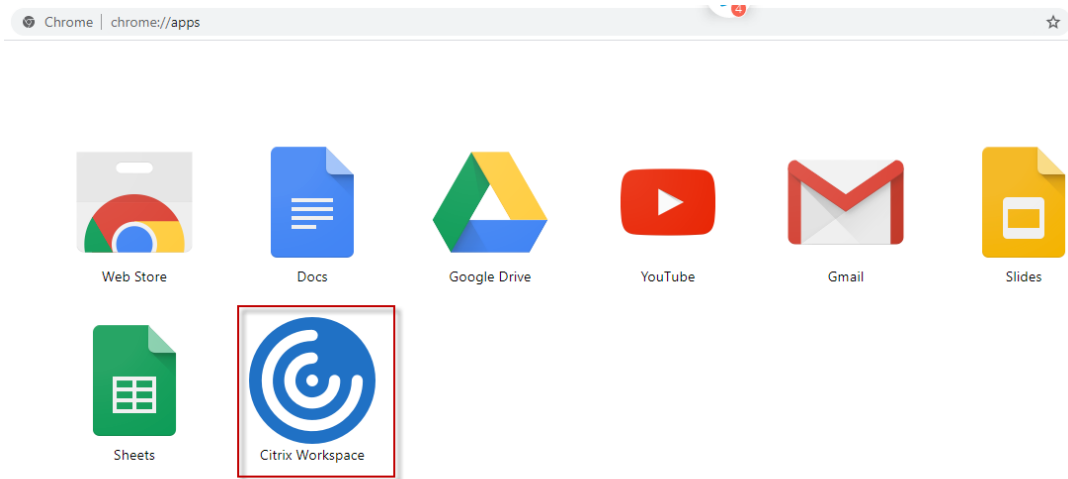 Chrome | chrome://apps
4
Web Store Docs Google Drive YouTube Gmail Slides
Sheets Citrix Workspace